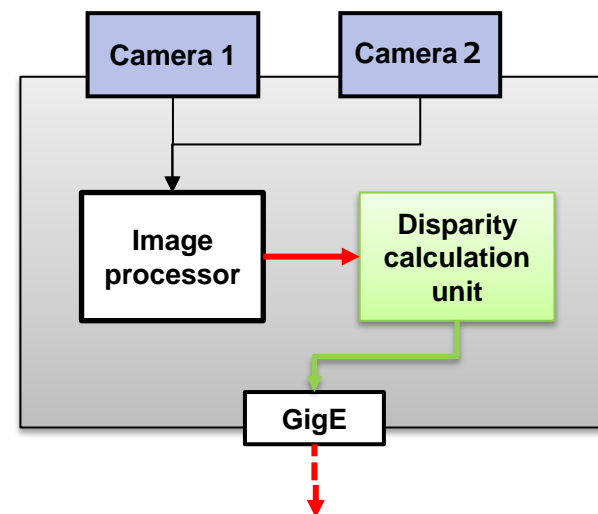 Camera 1
Camera 2
Image
processor
Disparity
calculation
unit
GigE